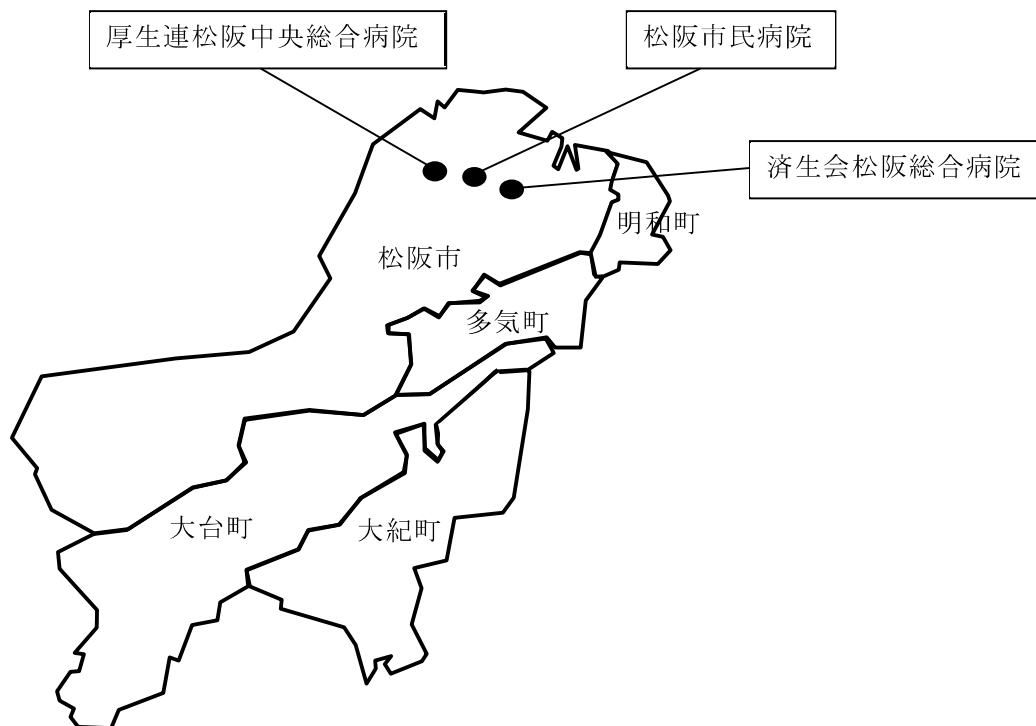 厚生連松阪中央総合病院
松阪市民病院
済生会松阪総合病院
明和町
松阪市
多気町
大台町
大紀町